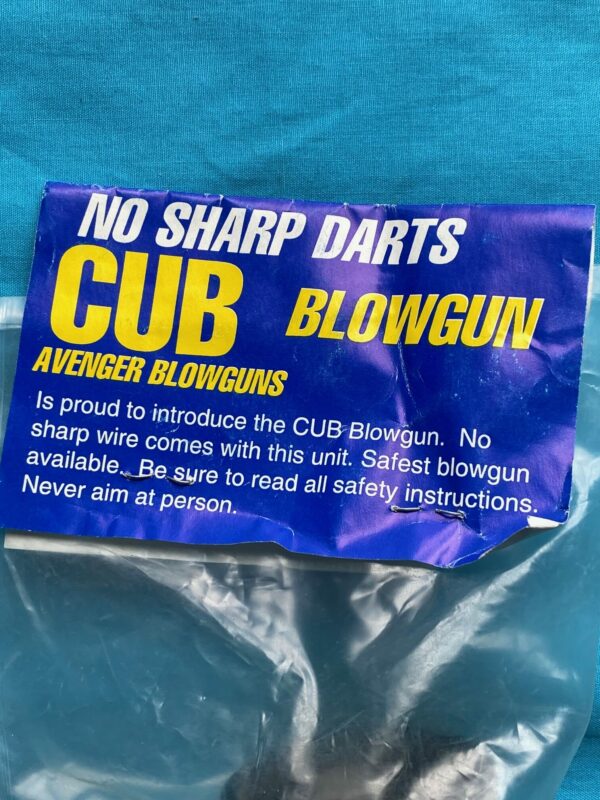 NO SHARP DARTS
CUB BLOWGUN
AVENGER BLOWGUNS
Is proud to introduce the CUB Blowgun. No
sharp wire comes with this unit. Safest blowgun
available. Be sure to read all safety instructions.
Never aim at person.